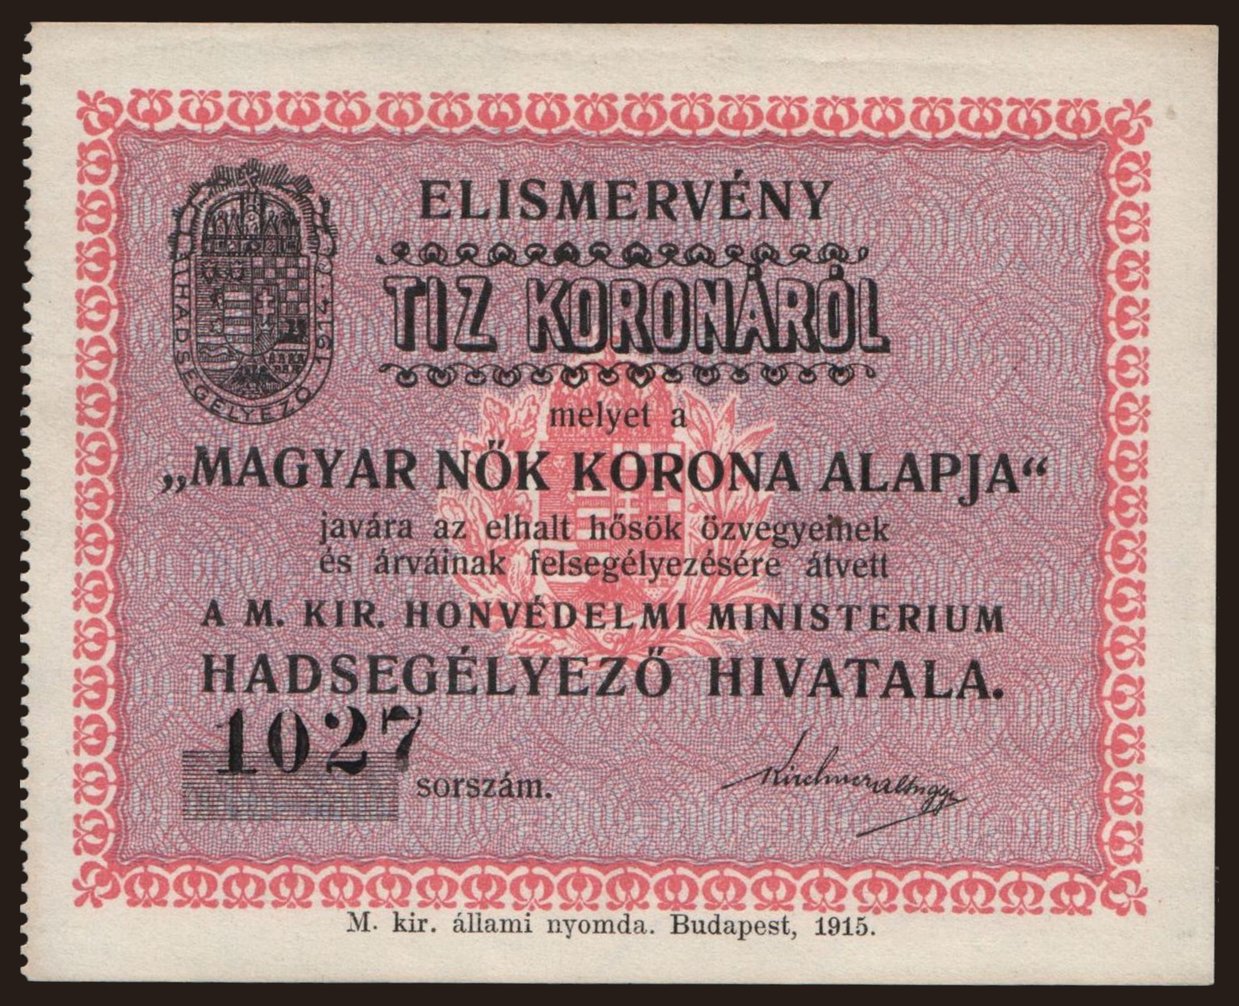 ELISMERVÉNY
HADSEGÉLYEZŐ 1914
TIZ KORONÁRÓL
melyet a
„MAGYAR NŐK KORONA ALAPJA“
javára az elhalt hősök özvegyeinek
és árváinak felsegélyezésére átvett
A M. KIR. HONVÉDELMI MINISTERIUM
HADSEGÉLYEZŐ HIVATALA.
1027
sorszám.
M. kir. állami nyomda. Budapest, 1915.